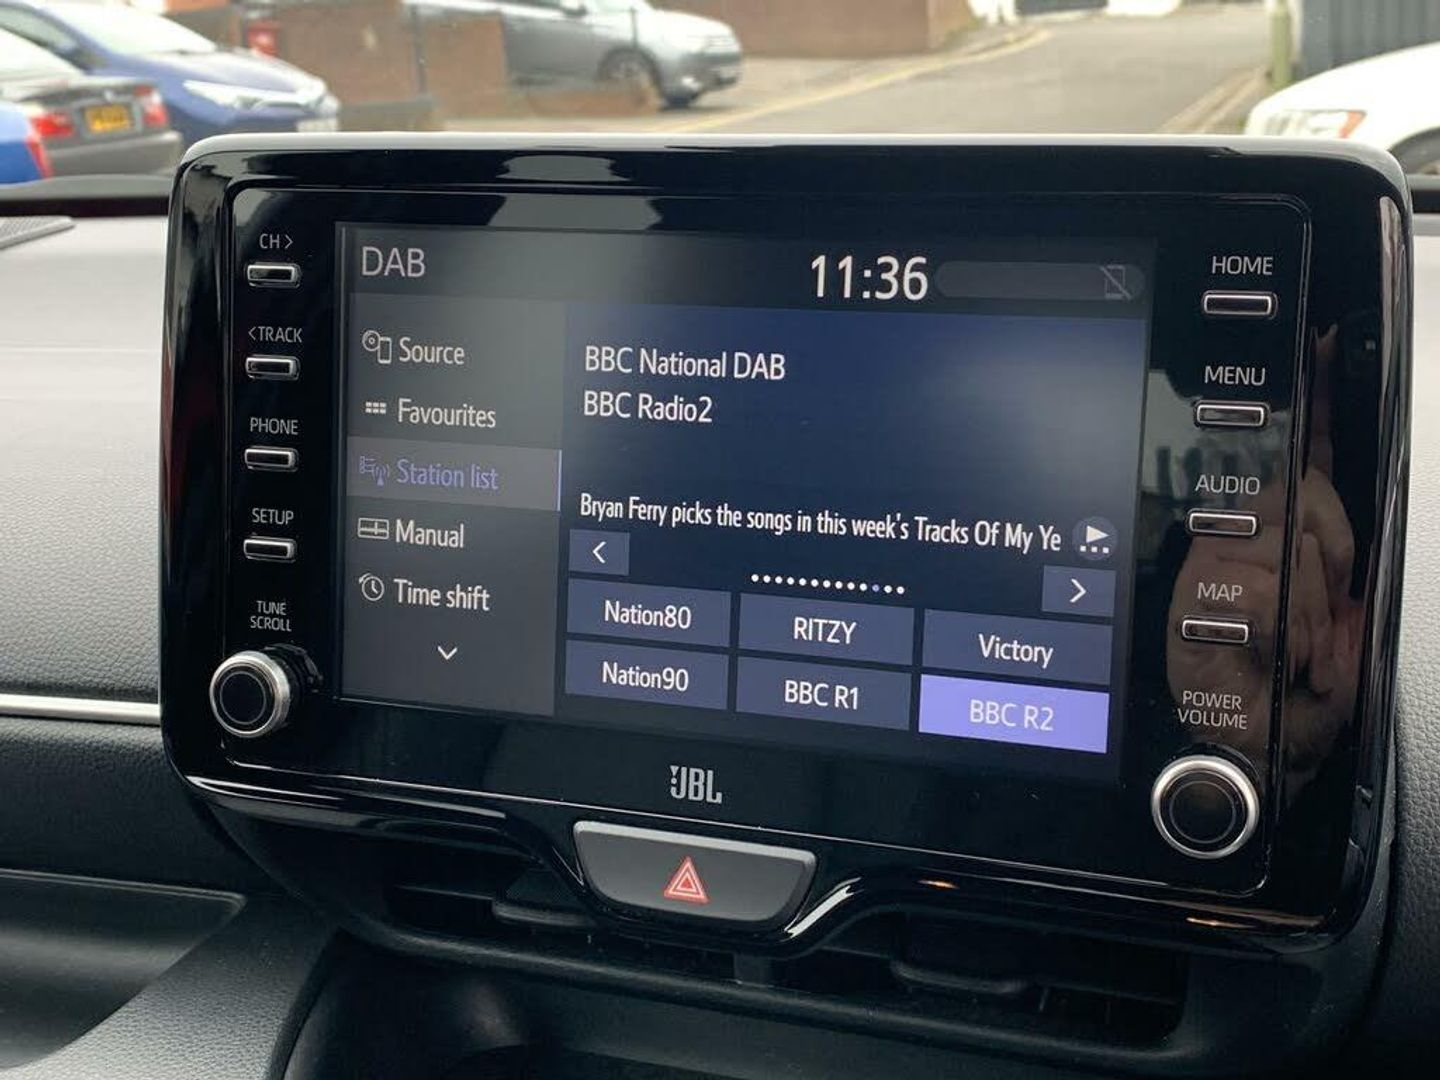 CH >
< TRACK
PHONE
SETUP
TUNE
SCROLL
DAB
11:36
Source
Favourites
Station list
Manual
Time shift
BBC National DAB
BBC Radio2
Bryan Ferry picks the songs in this week's Tracks Of My Ye
<
>
Nation80
RITZY
Victory
Nation90
BBC R1
BBC R2
HOME
MENU
AUDIO
MAP
POWER
VOLUME
JBL